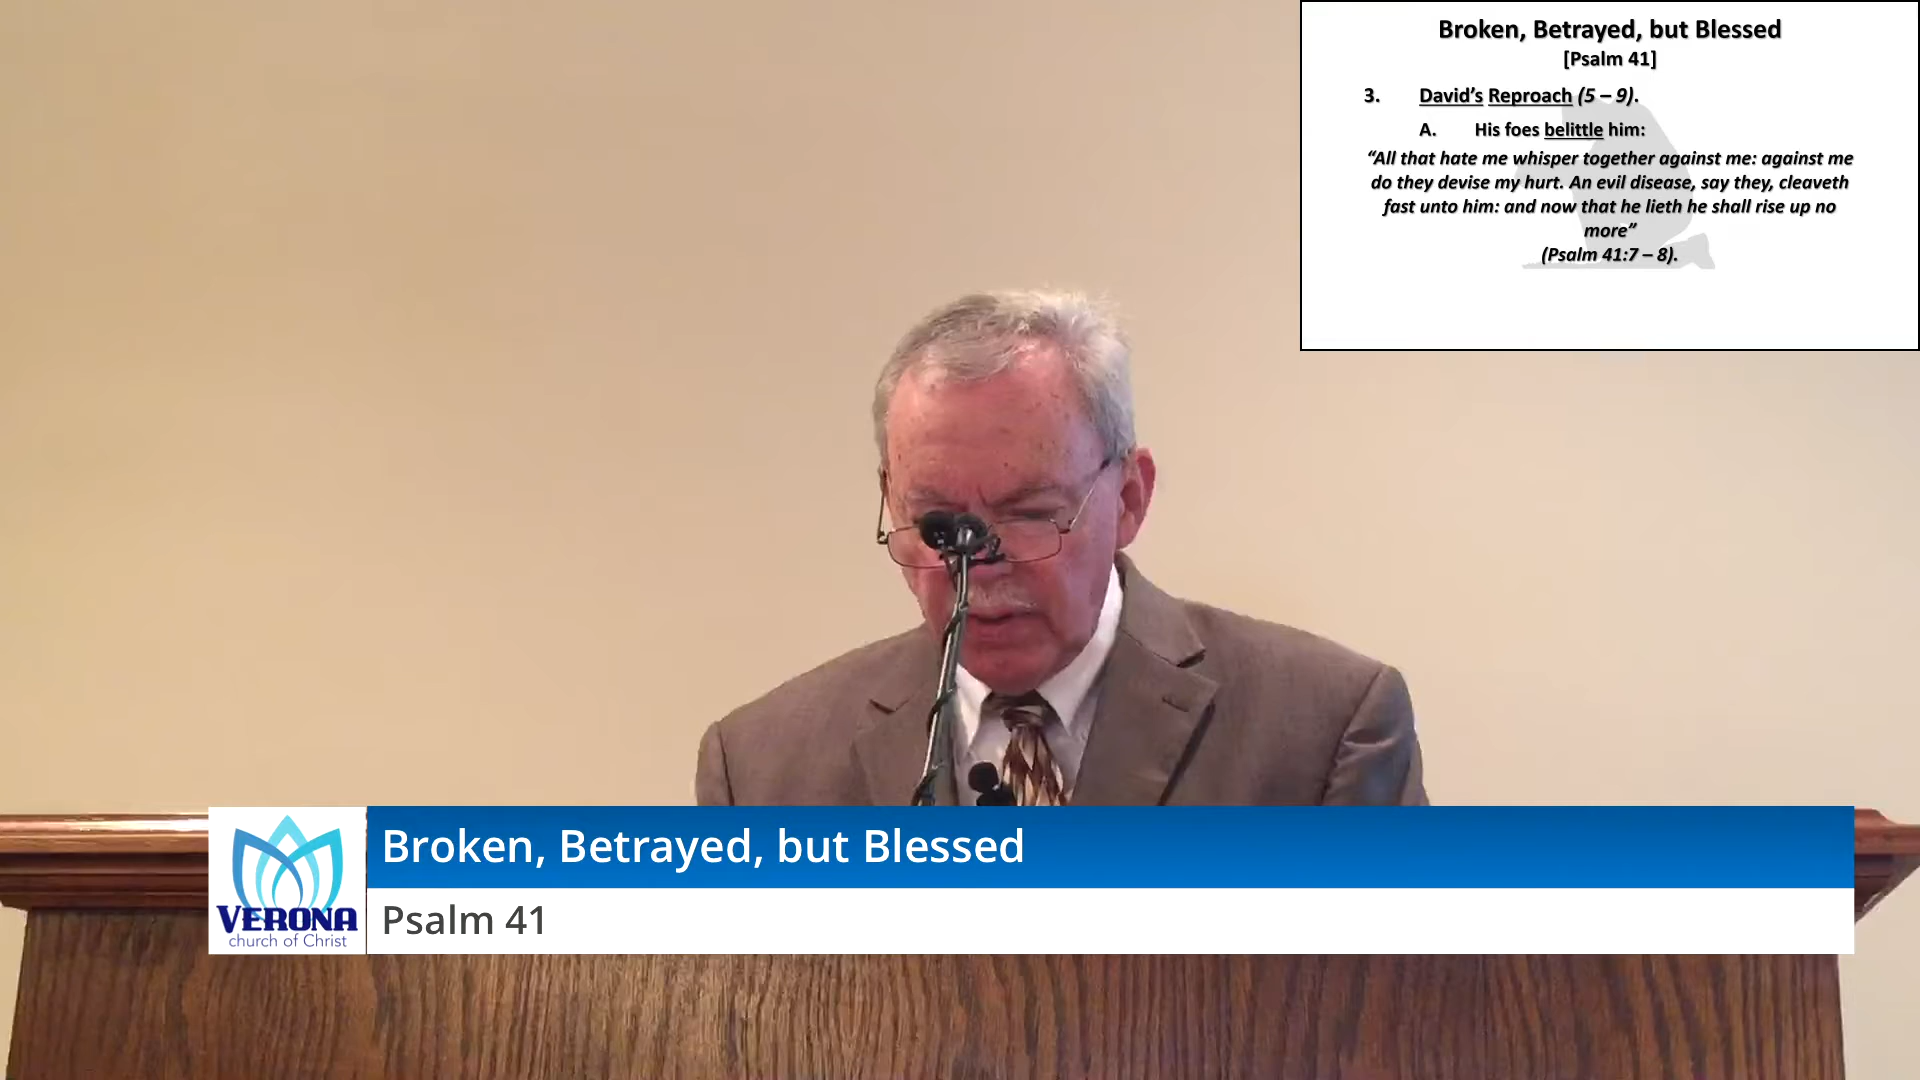 Broken, Betrayed, but Blessed
[Psalm 41]
3. David's Reproach (5 – 9).
A. His foes belittle him:
“All that hate me whisper together against me: against me
do they devise my hurt. An evil disease, say they, cleaveth
fast unto him: and now that he lieth he shall rise up no
more”
(Psalm 41:7 – 8).
Broken, Betrayed, but Blessed
Psalm 41
VERONA
church of Christ